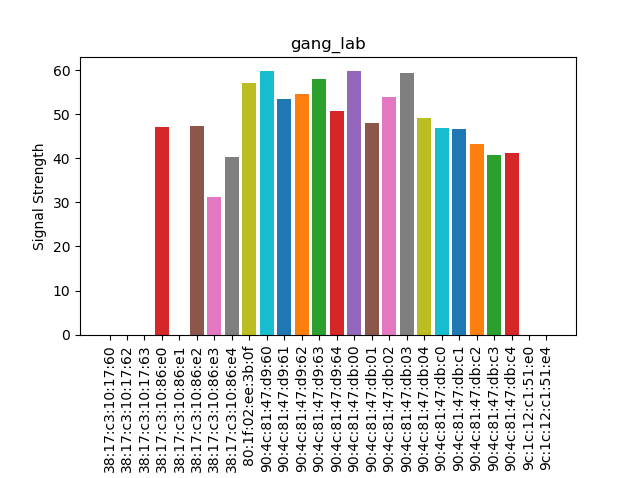 gang_lab
Signal Strength
60
50
40
30
20
10
0
38:17:c3:10:17:60
38:17:c3:10:17:62
38:17:c3:10:17:63
38:17:c3:10:86:e0
38:17:c3:10:86:e1
38:17:c3:10:86:e2
38:17:c3:10:86:e3
38:17:c3:10:86:e4
80:1f:02:ee:3b:0f
90:4c:81:47:d9:60
90:4c:81:47:d9:61
90:4c:81:47:d9:62
90:4c:81:47:d9:63
90:4c:81:47:d9:64
90:4c:81:47:db:00
90:4c:81:47:db:01
90:4c:81:47:db:02
90:4c:81:47:db:03
90:4c:81:47:db:04
90:4c:81:47:db:c0
90:4c:81:47:db:c1
90:4c:81:47:db:c2
90:4c:81:47:db:c3
90:4c:81:47:db:c4
9c:1c:12:c1:51:e0
9c:1c:12:c1:51:e4